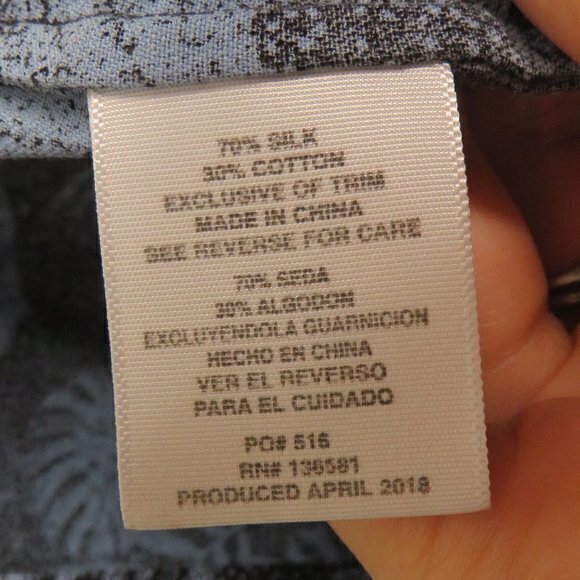 70% SILK
30% COTTON
EXCLUSIVE OF TRIM
MADE IN CHINA
SEE REVERSE FOR CARE
70% SEDA
30% ALGODON
EXCLUYENDOLA GUARNICION
HECHO EN CHINA
VER EL REVERSO
PARA EL CUIDADO
PO# 516
RN# 136581
PRODUCED APRIL 2018